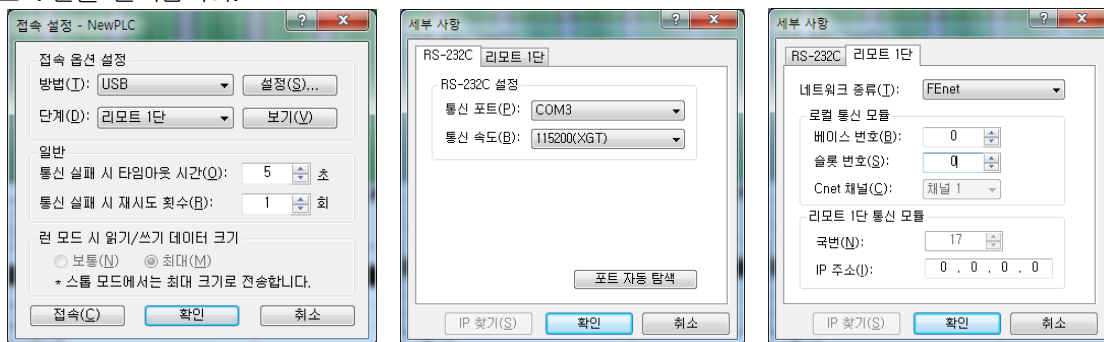 접속 설정 - NewPLC
접속 옵션 설정
방법(T): USB 설정(S)...
단계(D): 리모트 1단 보기(V)
일반
통신 실패 시 타임아웃 시간(O): 5 초
통신 실패 시 재시도 횟수(R): 1 회
런 모드 시 읽기/쓰기 데이터 크기
보통(N) 최대(M)
* 스톱 모드에서는 최대 크기로 전송합니다.
접속(C) 확인 취소
세부 사항
RS-232C 리모트 1단
RS-232C 설정
통신 포트(P): COM3
통신 속도(B): 115200(XGT)
포트 자동 탐색
IP 찾기(S) 확인 취소
세부 사항
RS-232C 리모트 1단
네트워크 종류(T): FEnet
로컬 통신 모듈
베이스 번호(B): 0
슬롯 번호(S): 0
Cnet 채널(C): 채널 1
리모트 1단 통신 모듈
국번(N): 17
IP 주소(I): 0 . 0 . 0 . 0
IP 찾기(S) 확인 취소